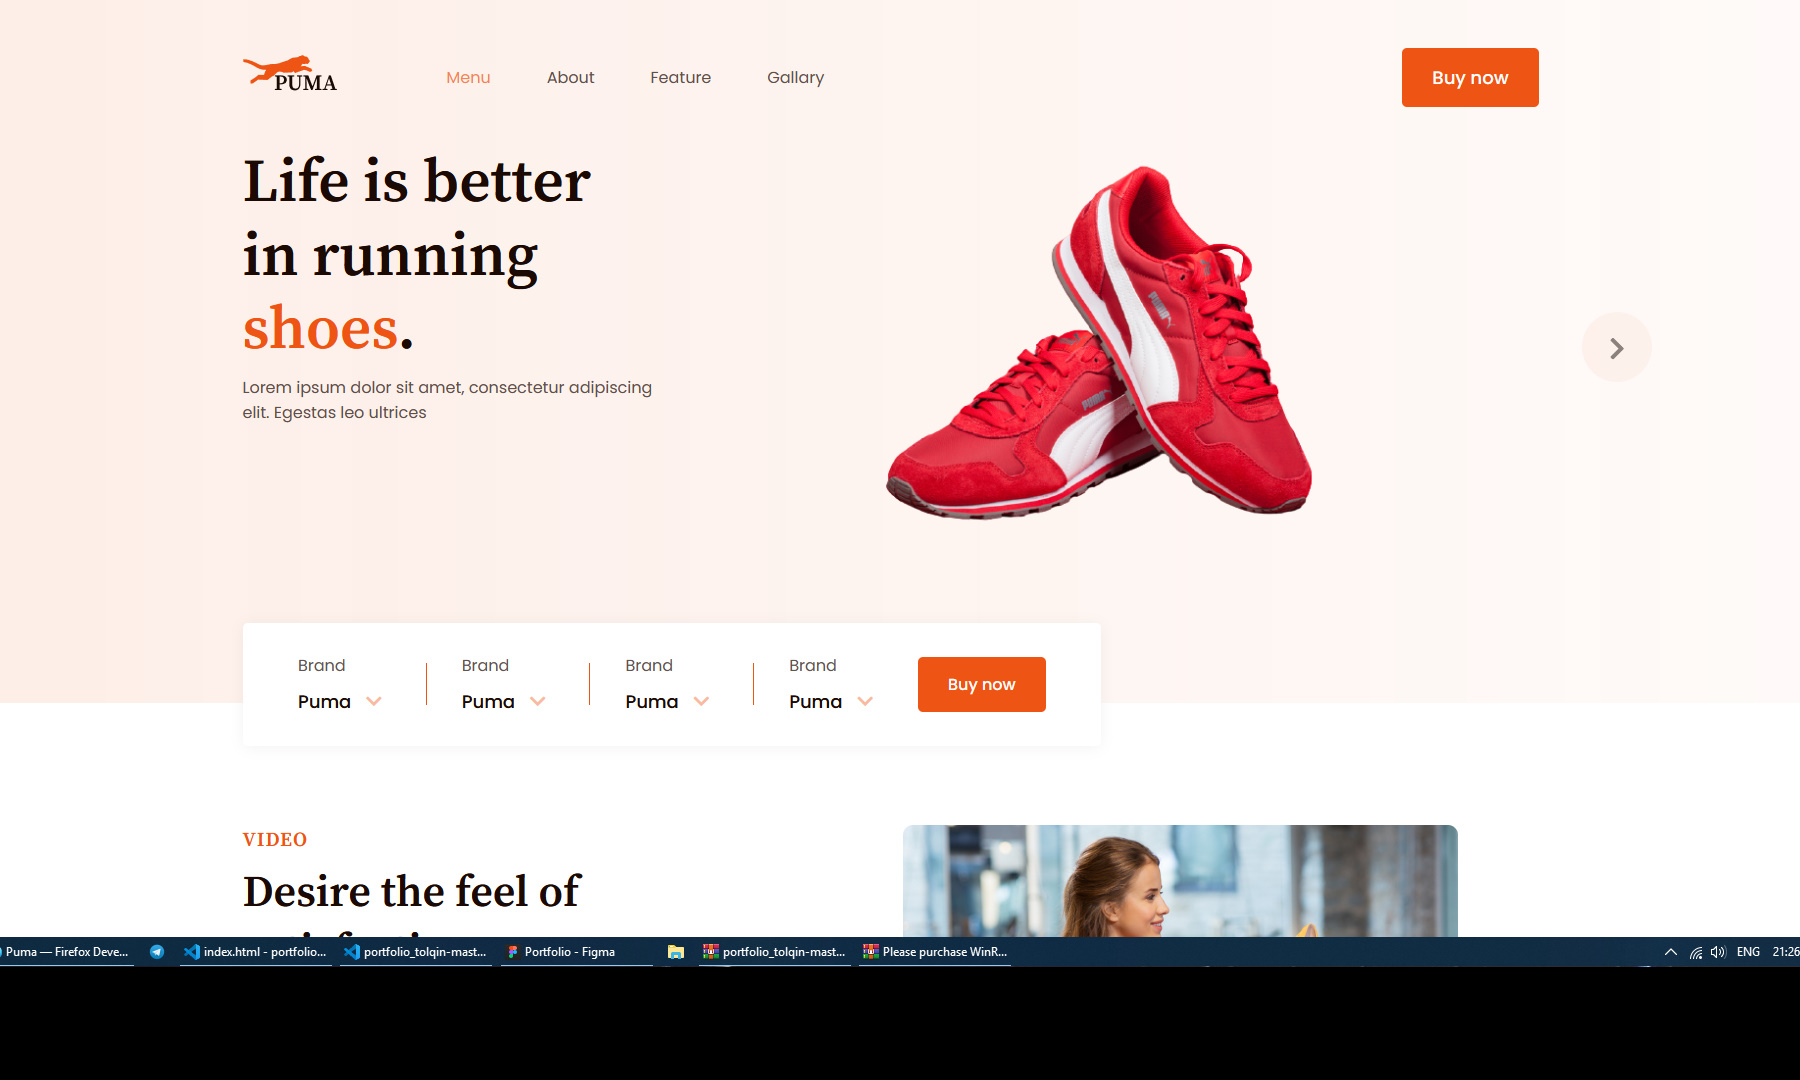 PUMA
Menu About Feature Gallary
Buy now
Life is better
in running
shoes.
Lorem ipsum dolor sit amet, consectetur adipiscing
elit. Egestas leo ultrices
PUMA
PUMA
Brand Brand Brand Brand
Puma Puma Puma Puma
Buy now
VIDEO
Desire the feel of
Puma — Firefox Deve... index.html - portfolio... portfolio_tolqin-mast... Portfolio - Figma portfolio_tolqin-mast... Please purchase WinR... ENG 21:26